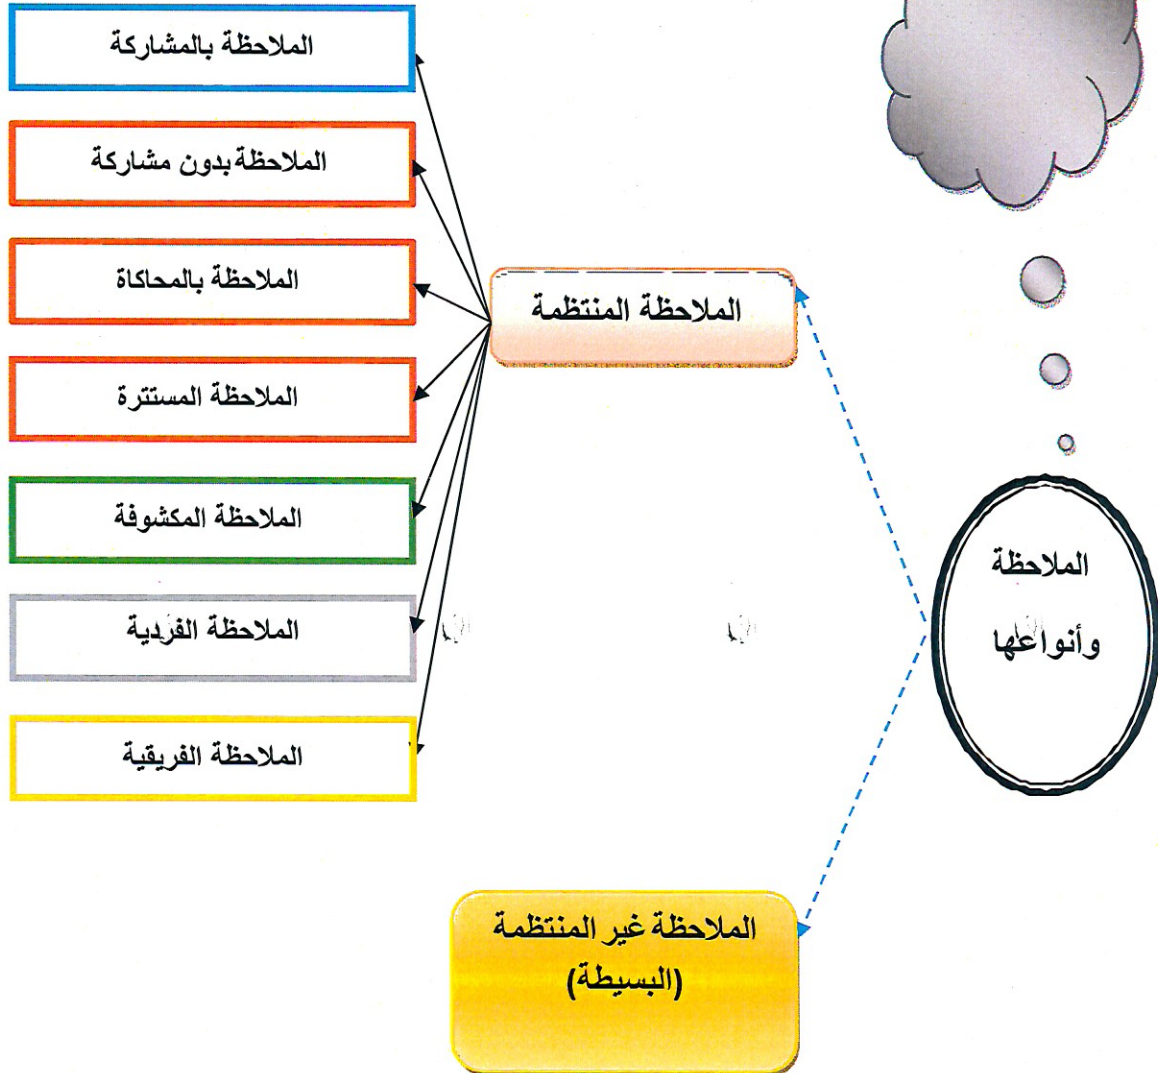 الملاحظة
وأنواعها
الملاحظة المنتظمة
الملاحظة بالمشاركة
الملاحظة بدون مشاركة
الملاحظة بالمحاكاة
الملاحظة المستترة
الملاحظة المكشوفة
الملاحظة الفردية
الملاحظة الفريقية
الملاحظة غير المنتظمة
(البسيطة)